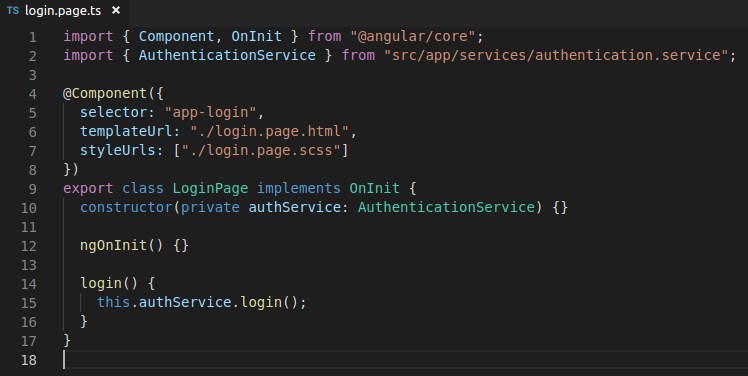 TS login.page.ts ×
1 import { Component, OnInit } from "@angular/core";
2 import { AuthenticationService } from "src/app/services/authentication.service";
3
4 @Component({
5   selector: "app-login",
6   templateUrl: "./login.page.html",
7   styleUrls: ["./login.page.scss"]
8 })
9 export class LoginPage implements OnInit {
10   constructor(private authService: AuthenticationService) {}
11
12   ngOnInit() {}
13
14   login() {
15     this.authService.login();
16   }
17 }
18